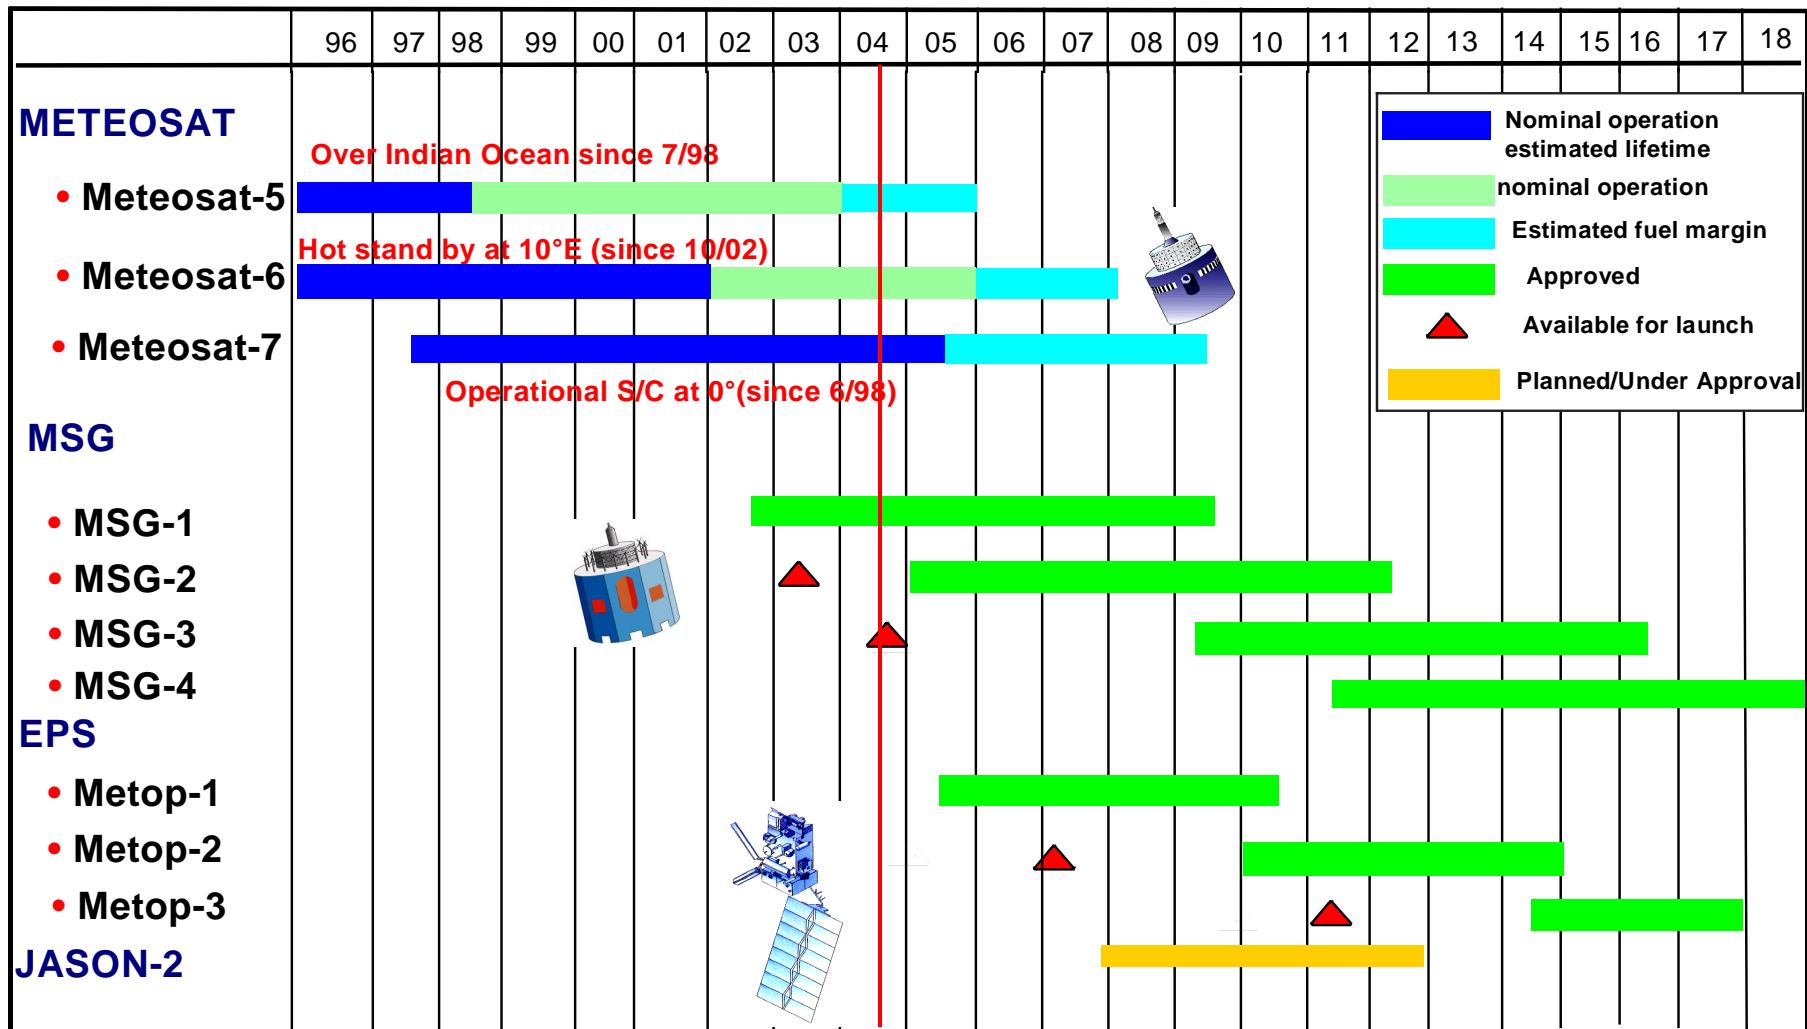 96 97 98 99 00 01 02 03 04 05 06 07 08 09 10 11 12 13 14 15 16 17 18
METEOSAT
Over Indian Ocean since 7/98
• Meteosat-5
Hot stand by at 10°E (since 10/02)
• Meteosat-6
• Meteosat-7
Operational S/C at 0°(since 6/98)
Nominal operation
estimated lifetime
nominal operation
Estimated fuel margin
Approved
Available for launch
Planned/Under Approval
MSG
• MSG-1
• MSG-2
• MSG-3
• MSG-4
EPS
• Metop-1
• Metop-2
• Metop-3
JASON-2